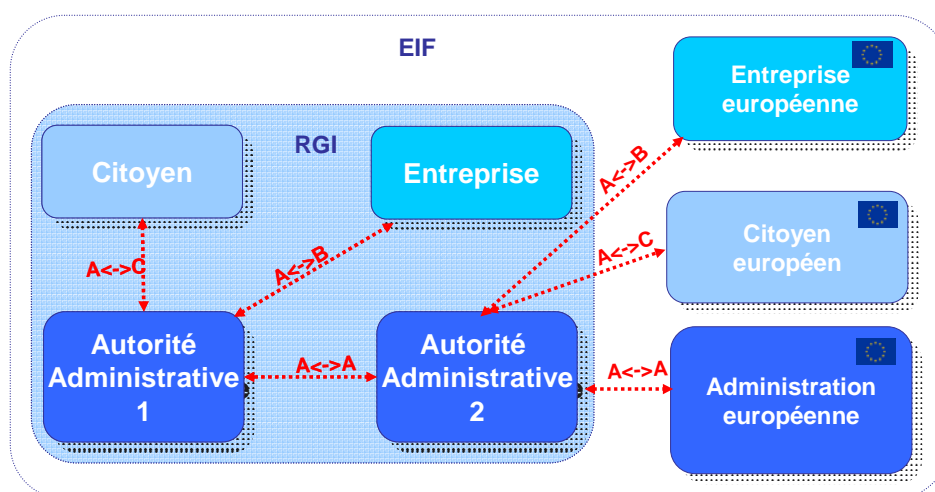 EIF
Entreprise
européenne
RGI
Citoyen
Entreprise
A<->B
Citoyen
européen
A<->C
A<->B
A<->C
Autorité
Administrative
1
A<->A
Autorité
Administrative
2
A<->A
Administration
européenne